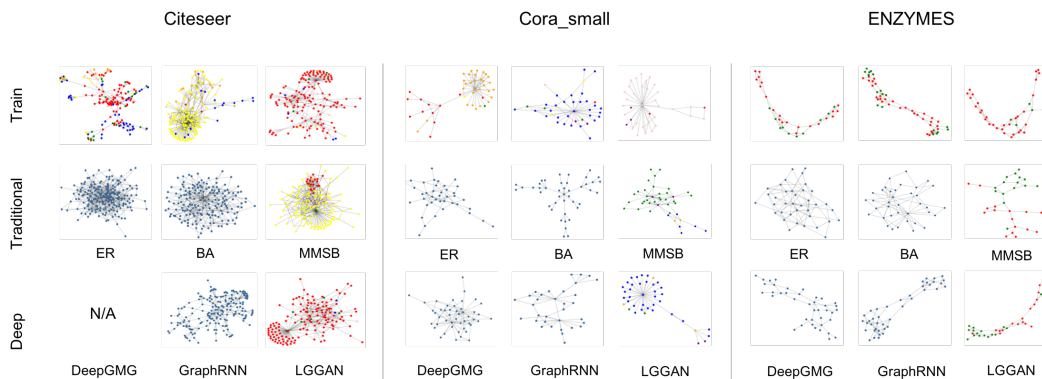 Citeseer Cora_small ENZYMES
Train
Traditional
ER BA MMSB ER BA MMSB ER BA MMSB
Deep
N/A
DeepGMG GraphRNN LGGAN DeepGMG GraphRNN LGGAN DeepGMG GraphRNN LGGAN